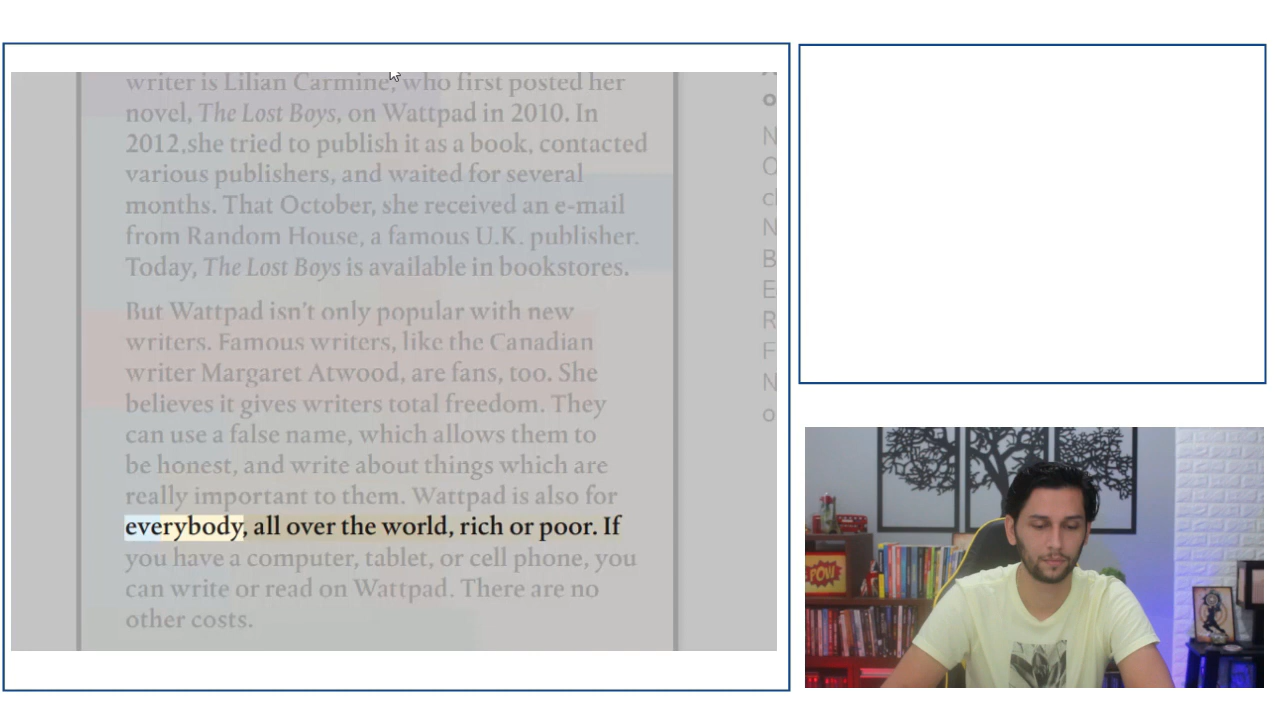 writer is Lilian Carmine, who first posted her
novel, The Lost Boys, on Wattpad in 2010. In
2012,she tried to publish it as a book, contacted
various publishers, and waited for several
months. That October, she received an e-mail
from Random House, a famous U.K. publisher.
Today, The Lost Boys is available in bookstores.
But Wattpad isn't only popular with new
writers. Famous writers, like the Canadian
writer Margaret Atwood, are fans, too. She
believes it gives writers total freedom. They
can use a false name, which allows them to
be honest, and write about things which are
really important to them. Wattpad is also for
everybody, all over the world, rich or poor. If
you have a computer, tablet, or cell phone, you
can write or read on Wattpad. There are no
other costs.
o
N
O
cl
N
B
E
R
F
N
o
POW!